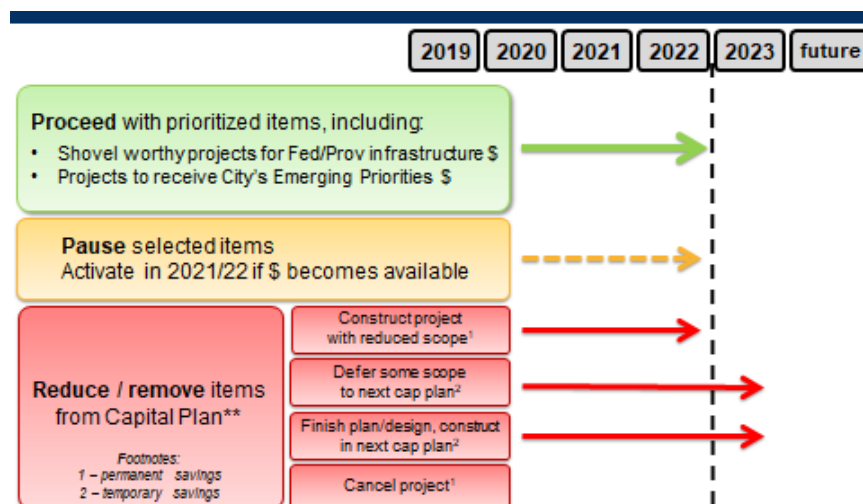 2019 2020 2021 2022 2023 future
Proceed with prioritized items, including:
• Shovel worthy projects for Fed/Prov infrastructure $
• Projects to receive City's Emerging Priorities $
Pause selected items
Activate in 2021/22 if $ becomes available
Reduce / remove items
from Capital Plan**
Footnotes:
1 – permanent savings
2 – temporary savings
Construct project
with reduced scope¹
Defer some scope
to next cap plan²
Finish plan/design, construct
in next cap plan²
Cancel project¹